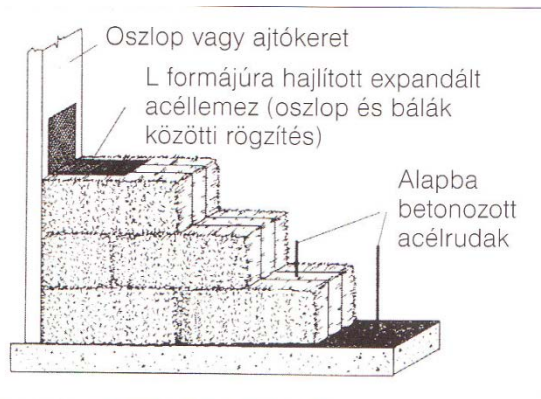 Oszlop vagy ajtókeret
L formájúra hajlított expandált
acéllemez (oszlop és bálák
közötti rögzítés)
Alapba
betonozott
acélrudak